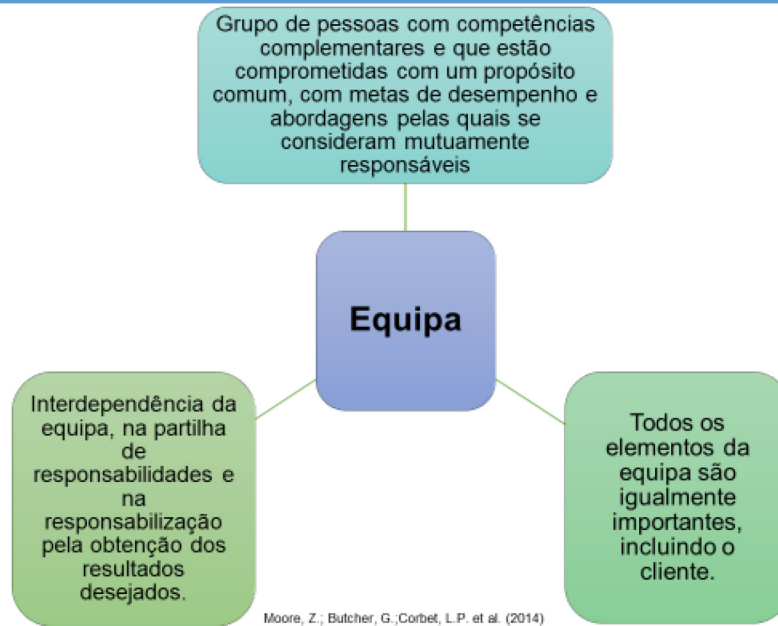 Grupo de pessoas com competências
complementares e que estão
comprometidas com um propósito
comum, com metas de desempenho e
abordagens pelas quais se
consideram mutuamente
responsáveis
Equipa
Interdependência da
equipa, na partilha
de
responsabilidades e
na
responsabilização
pela obtenção dos
resultados
desejados.
Todos os
elementos da
equipa são
igualmente
importantes,
incluindo o
cliente.
Moore, Z.; Butcher, G.;Corbet, L.P. et al. (2014)